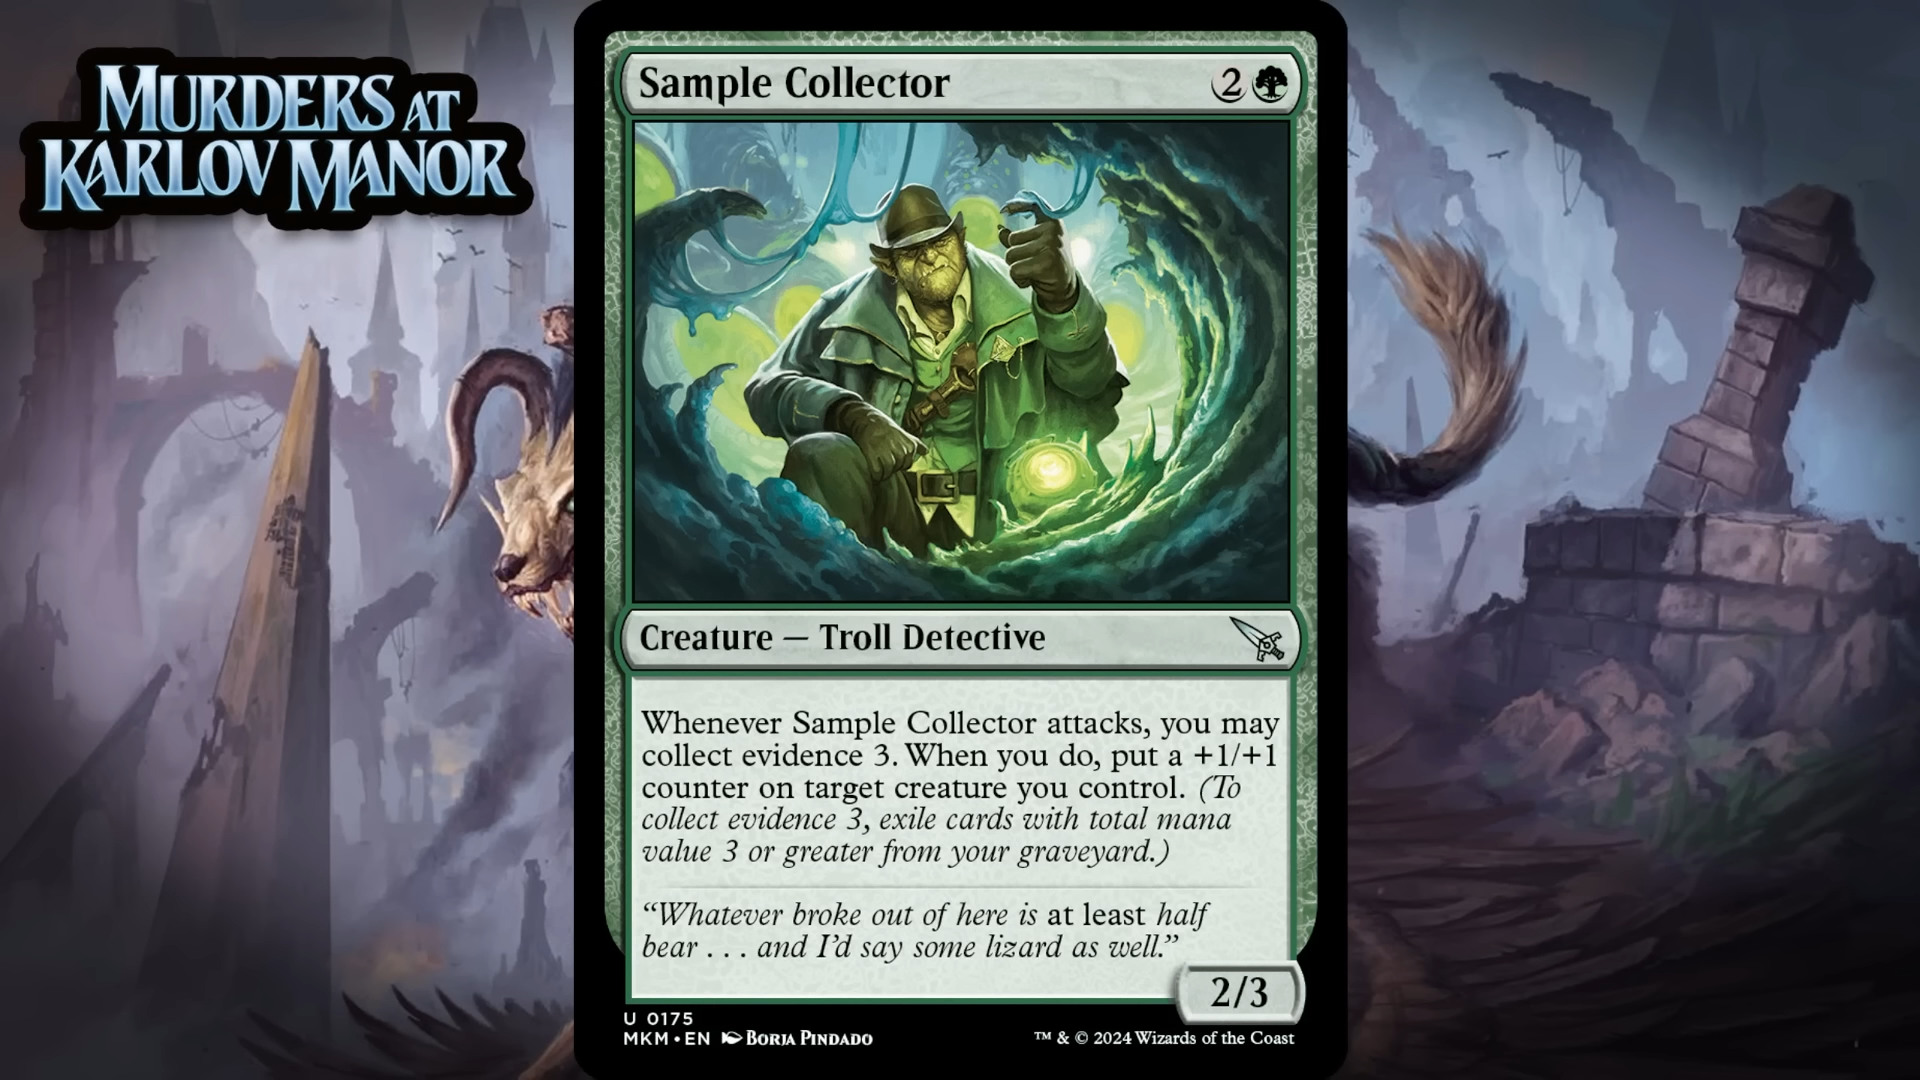 MURDERS AT
KARLOV MANOR
Sample Collector
2
Creature — Troll Detective
Whenever Sample Collector attacks, you may
collect evidence 3. When you do, put a +1/+1
counter on target creature you control. (To
collect evidence 3, exile cards with total mana
value 3 or greater from your graveyard.)
“Whatever broke out of here is at least half
bear . . . and I’d say some lizard as well.”
2/3
U 0175
MKM • EN Borja Pindado
™ & © 2024 Wizards of the Coast